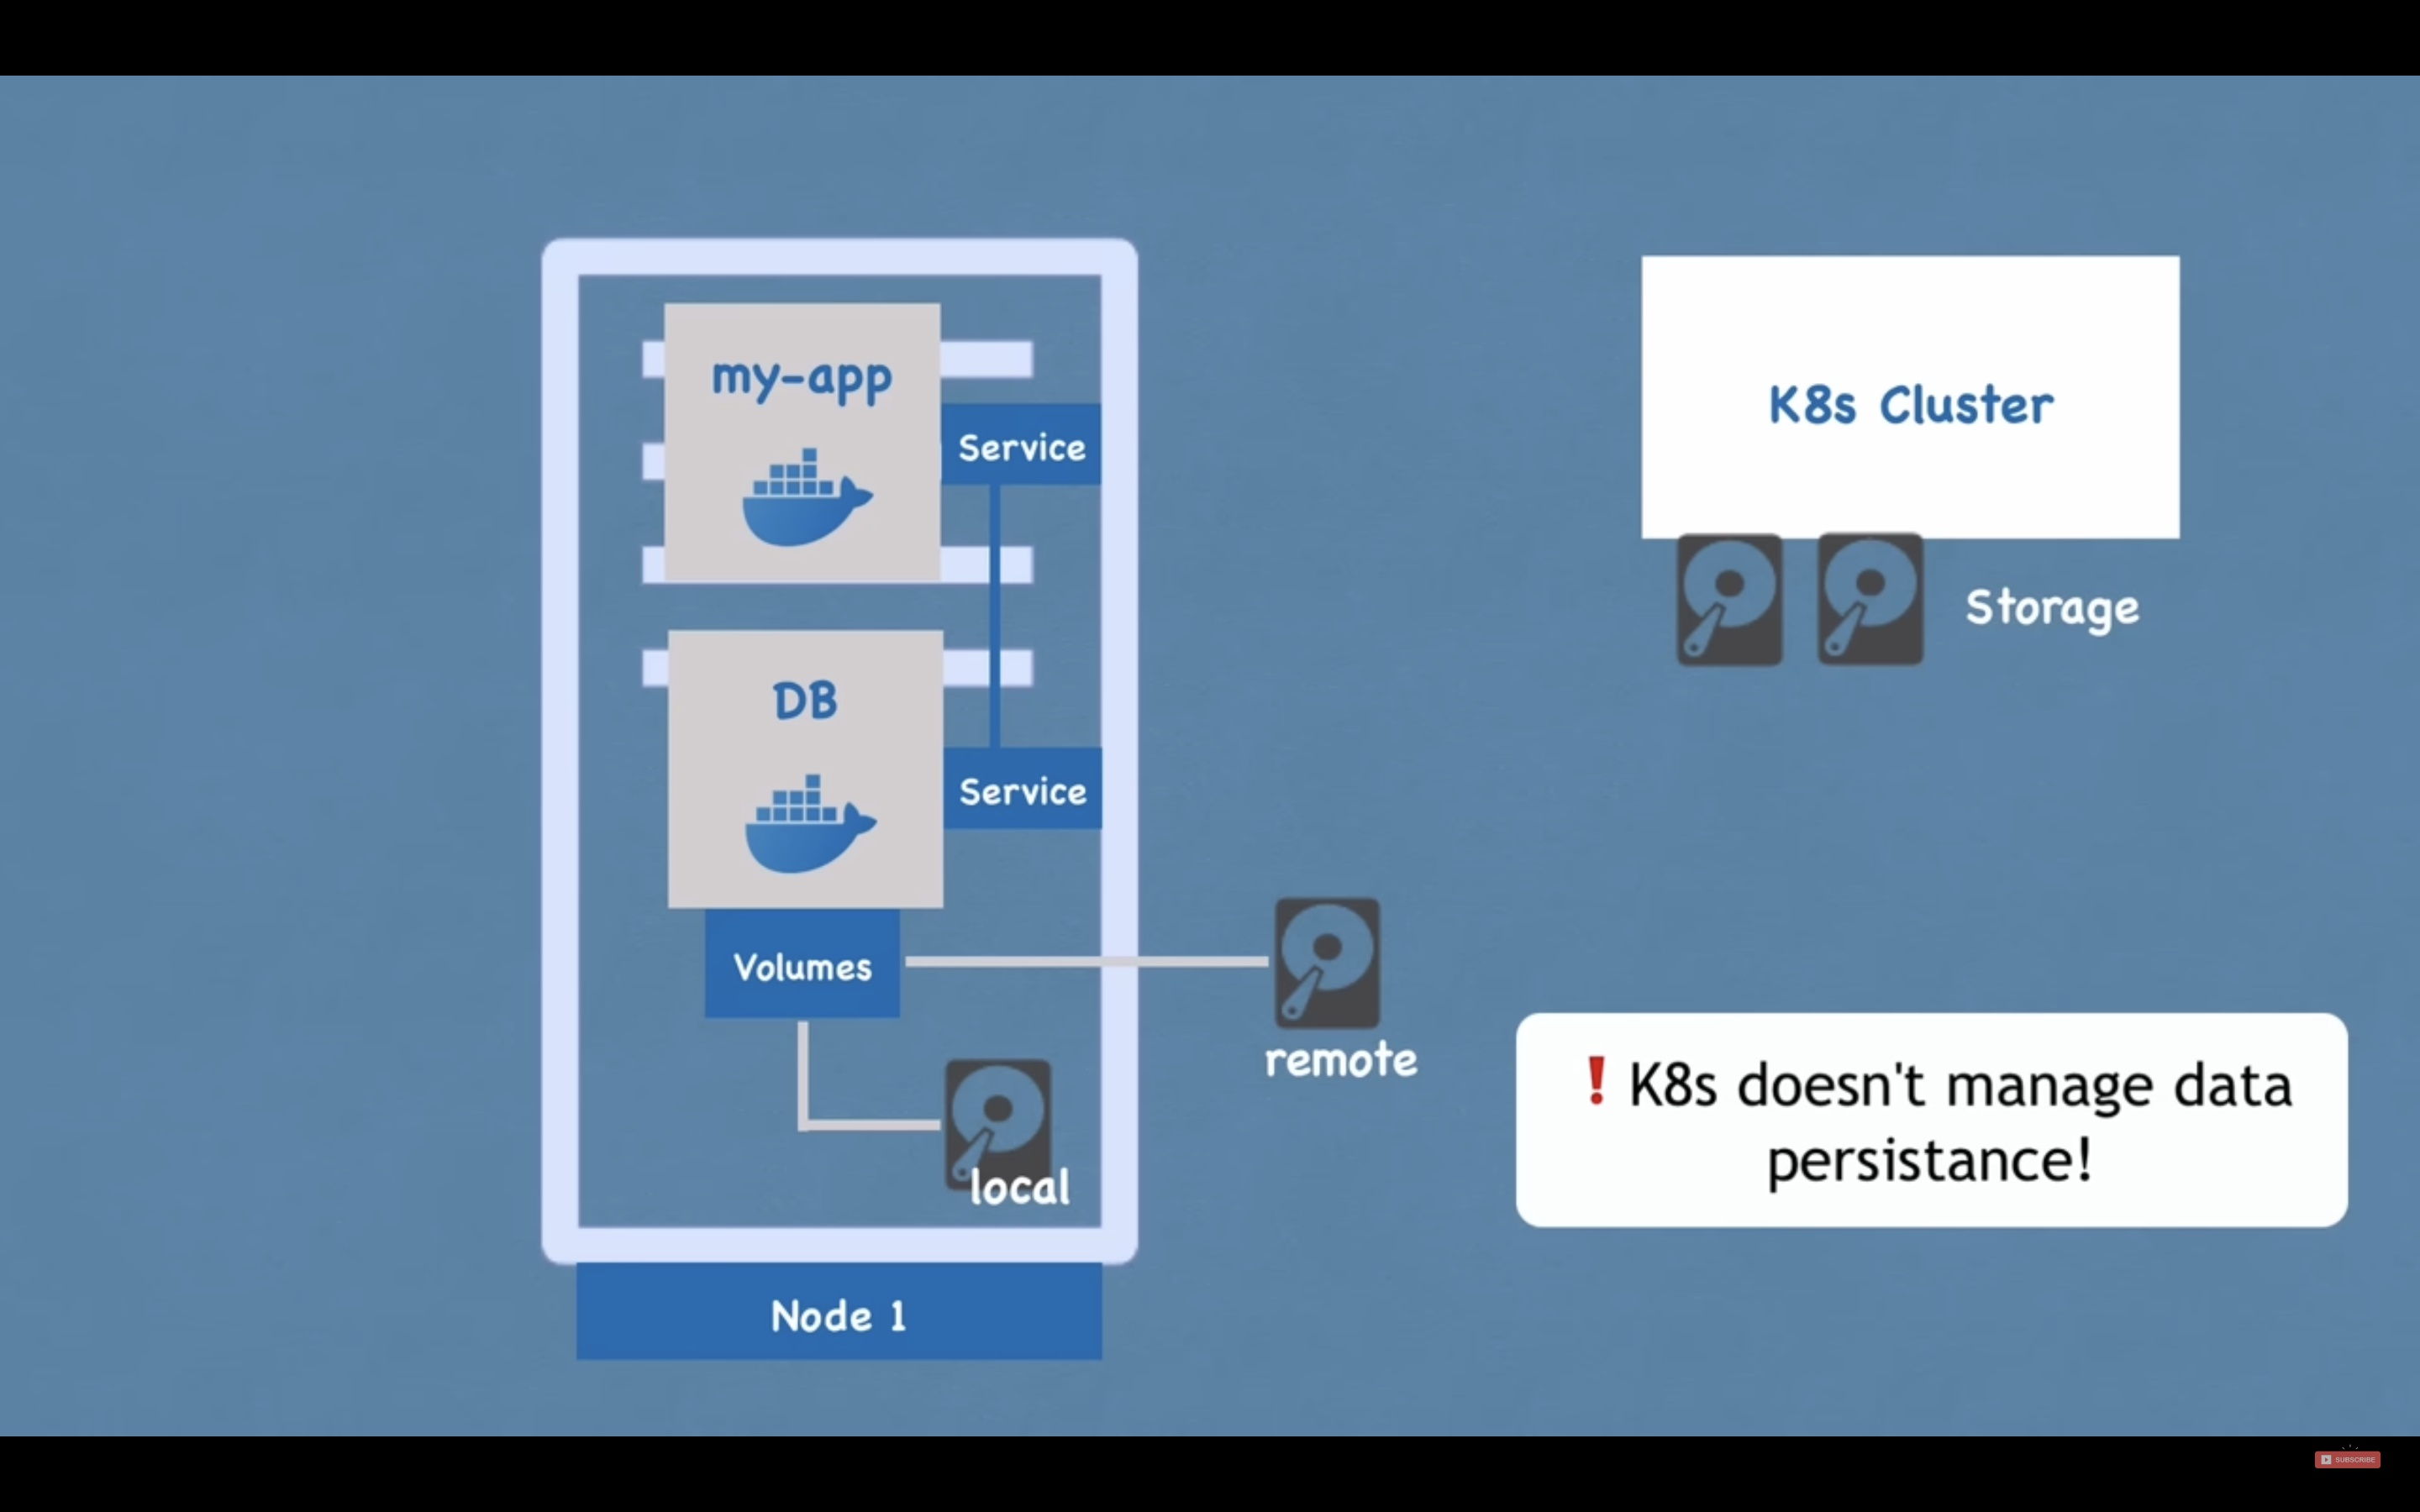 my-app
Service
DB
Service
Volumes
remote
local
Node 1
K8s Cluster
Storage
! K8s doesn't manage data
persistance!
SUBSCRIBE